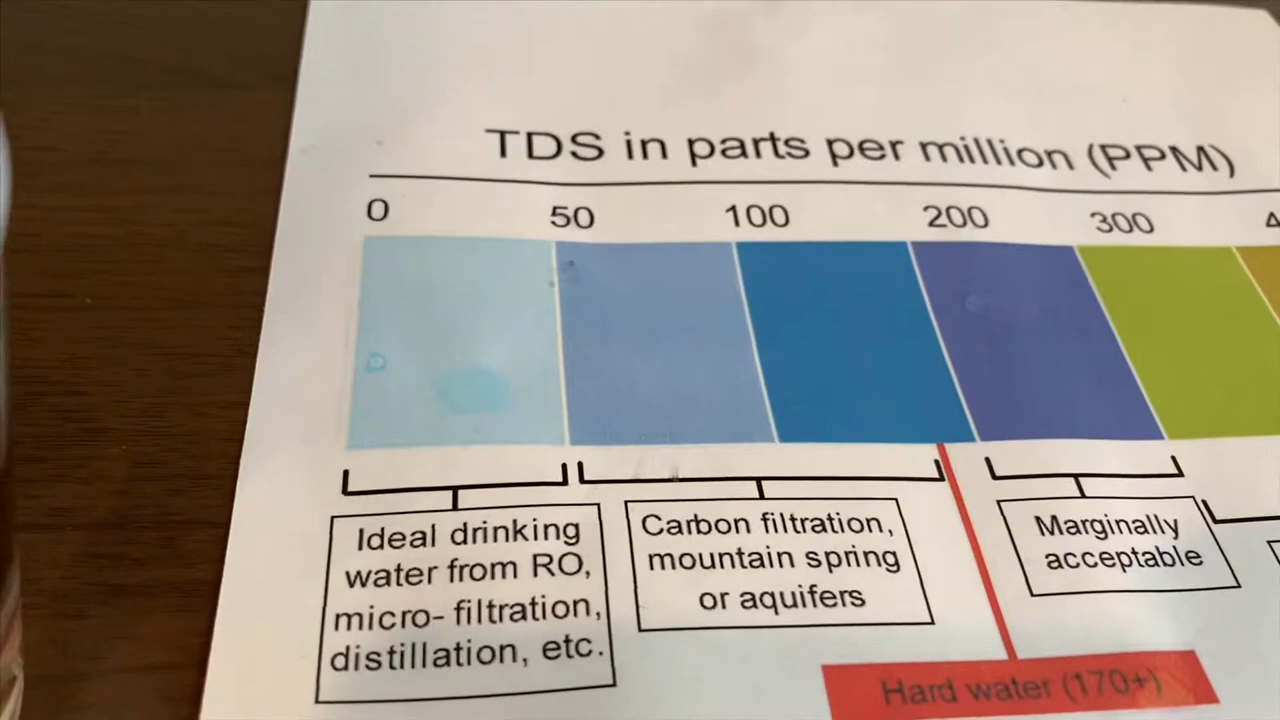 TDS in parts per million (PPM)
0 50 100 200 300
Ideal drinking
water from RO,
micro- filtration,
distillation, etc.
Carbon filtration,
mountain spring
or aquifers
Marginally
acceptable
Hard water (170+)